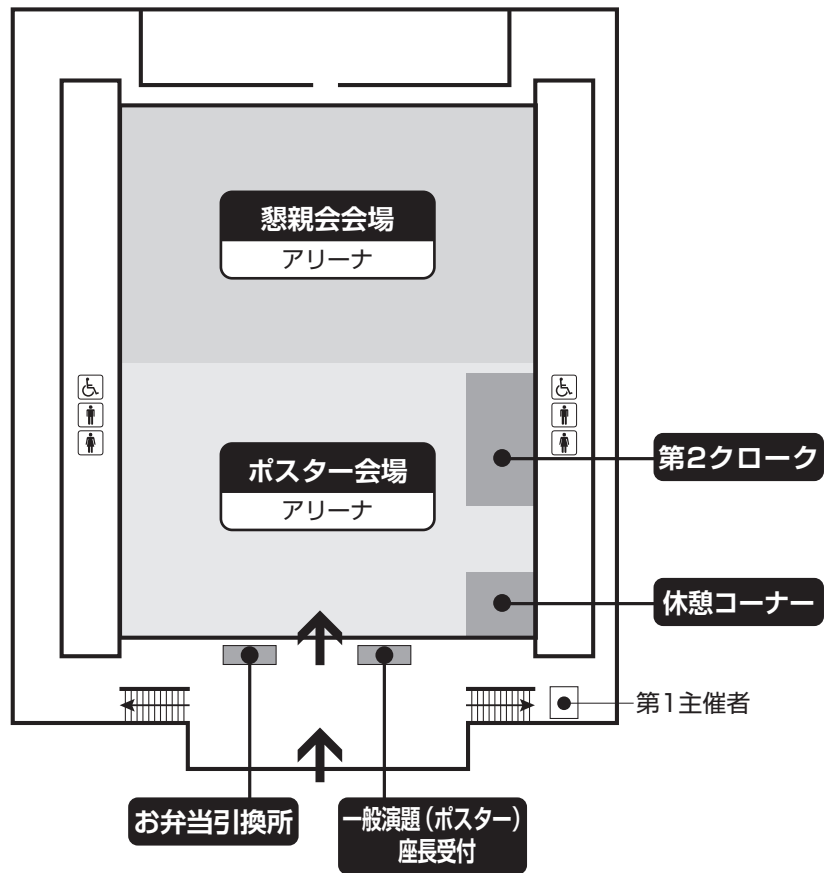 懇親会会場
アリーナ
ポスター会場
アリーナ
第2クローク
休憩コーナー
第1主催者
お弁当引換所
一般演題(ポスター)
座長受付